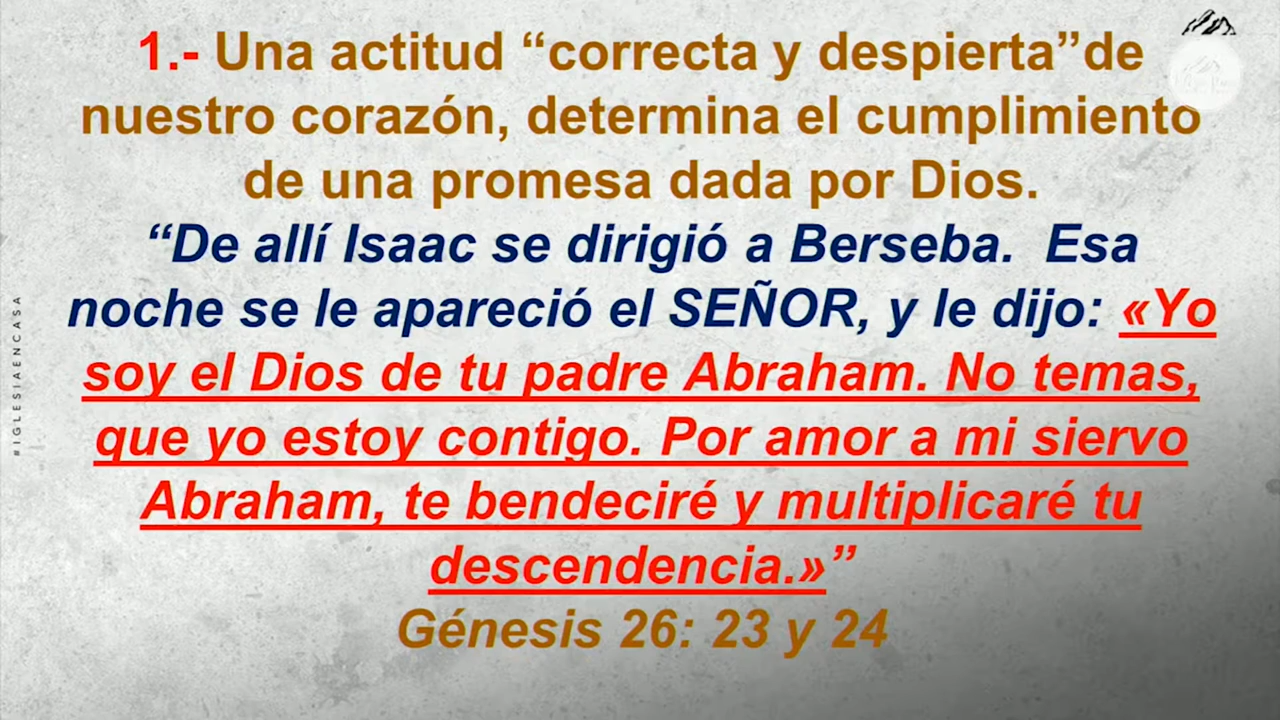 1.- Una actitud “correcta y despierta”de
nuestro corazón, determina el cumplimiento
de una promesa dada por Dios.
“De allí Isaac se dirigió a Berseba.  Esa
noche se le apareció el SEÑOR, y le dijo: «Yo
soy el Dios de tu padre Abraham. No temas,
que yo estoy contigo. Por amor a mi siervo
Abraham, te bendeciré y multiplicaré tu
descendencia.»”
Génesis 26: 23 y 24
#IGLESIAENCASA